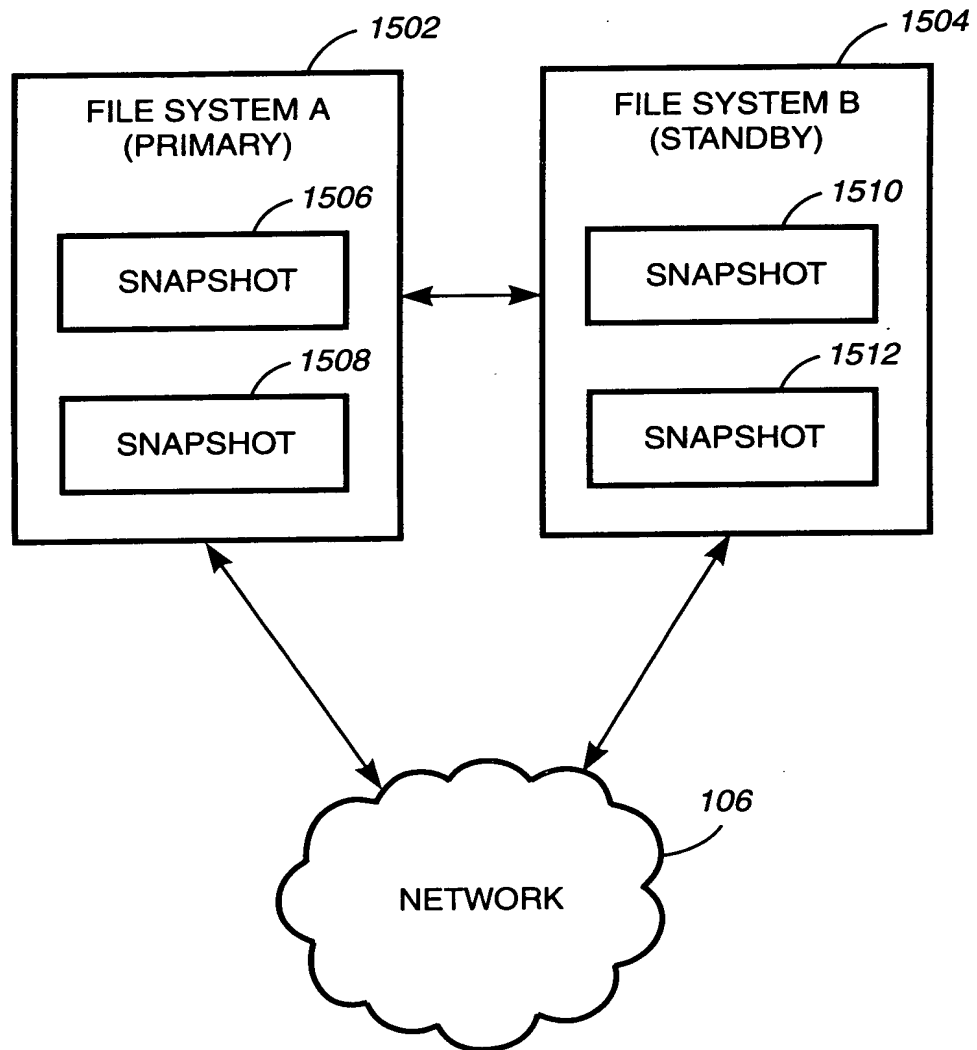 1502
1504
FILE SYSTEM A
(PRIMARY)
FILE SYSTEM B
(STANDBY)
1506
SNAPSHOT
1508
SNAPSHOT
1510
SNAPSHOT
1512
SNAPSHOT
106
NETWORK